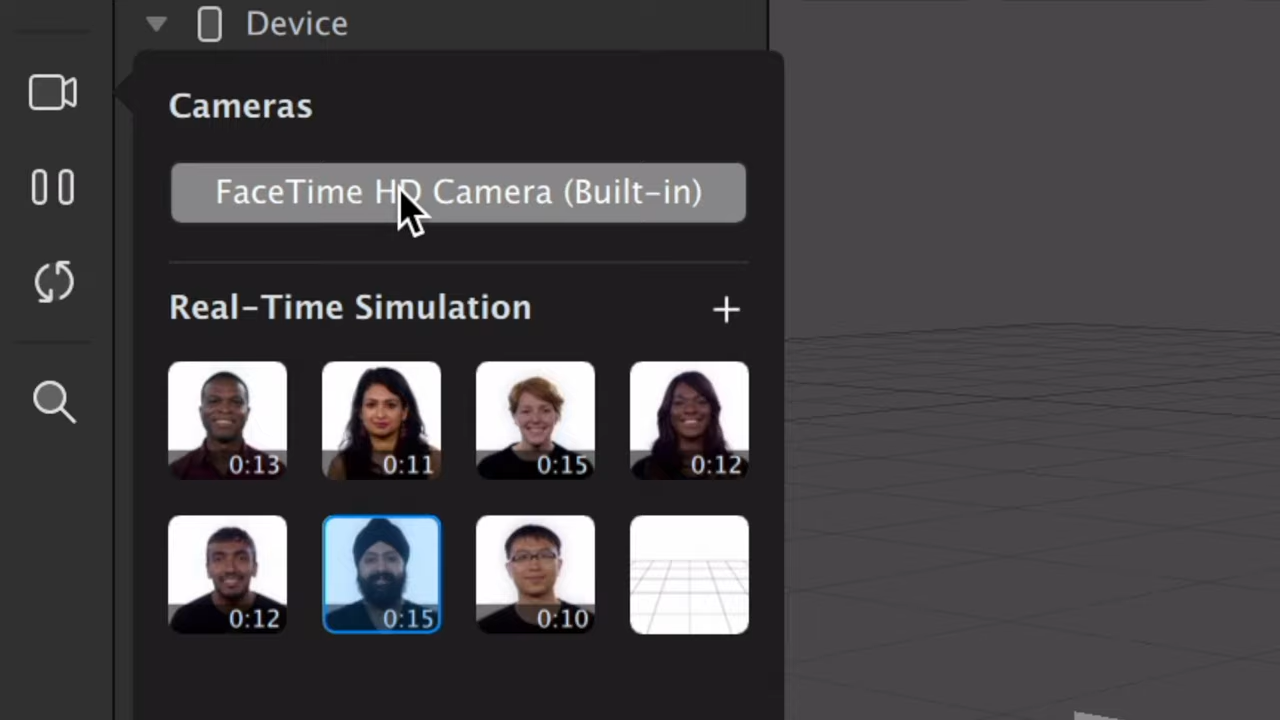 Device
Cameras
FaceTime HD Camera (Built-in)
Real-Time Simulation
0:13 0:11 0:15 0:12
0:12 0:15 0:10